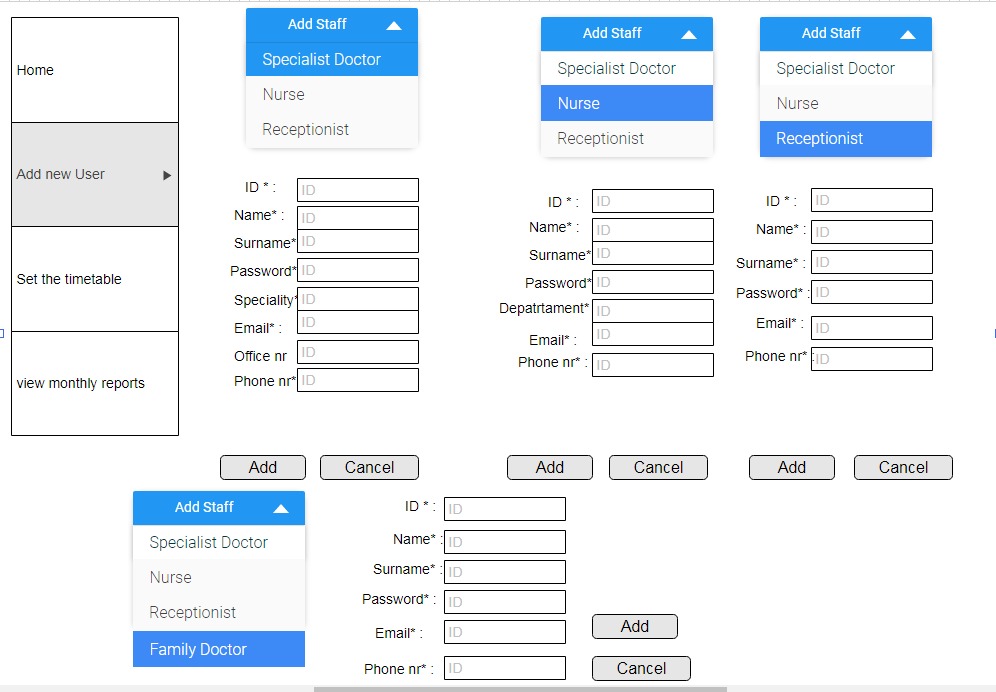 Home
Add new User
Set the timetable
view monthly reports
Add Staff
Specialist Doctor
Nurse
Receptionist
ID * : ID
Name* : ID
Surname* ID
Password* ID
Speciality* ID
Email* : ID
Office nr ID
Phone nr* ID
Add Cancel
Add Staff
Specialist Doctor
Nurse
Receptionist
ID * : ID
Name* : ID
Surname* ID
Password* ID
Depatrtament* ID
Email* : ID
Phone nr* : ID
Add Cancel
Add Staff
Specialist Doctor
Nurse
Receptionist
ID * : ID
Name* : ID
Surname* : ID
Password* : ID
Email* : ID
Phone nr* : ID
Add Cancel
Add Staff
Specialist Doctor
Nurse
Receptionist
Family Doctor
ID * : ID
Name* : ID
Surname* : ID
Password* : ID
Email* : ID
Phone nr* : ID
Add
Cancel